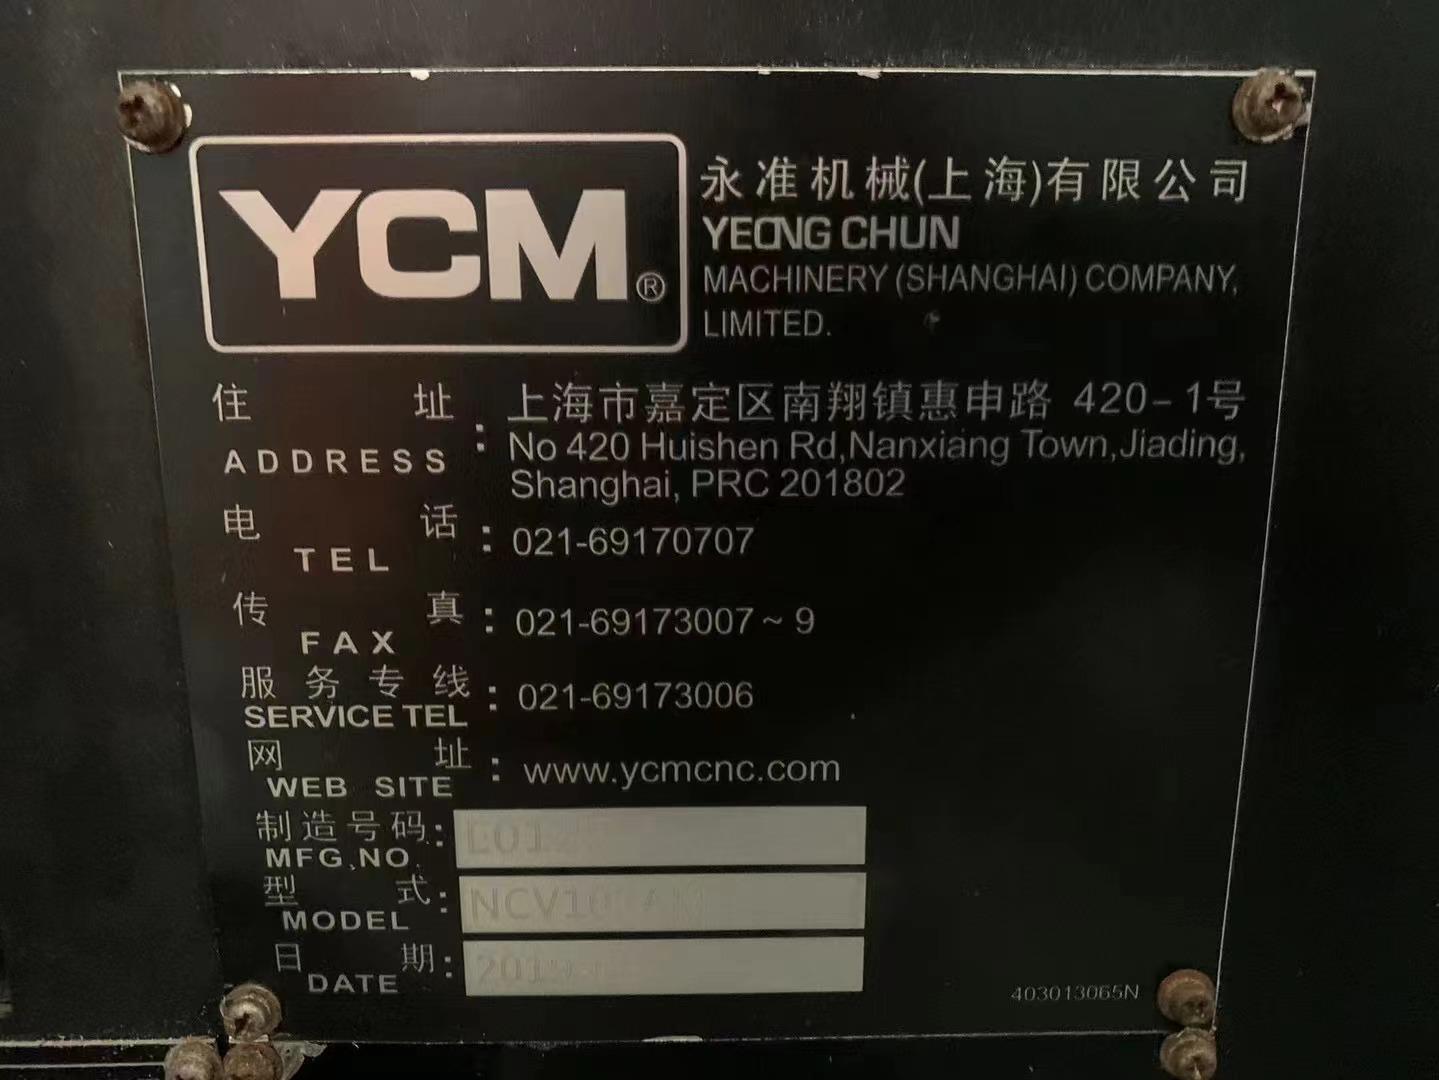 YCM®
永准机械(上海)有限公司
YEONG CHUN
MACHINERY (SHANGHAI) COMPANY,
LIMITED.
住址 : 上海市嘉定区南翔镇惠申路 420-1号
ADDRESS No 420 Huishen Rd,Nanxiang Town,Jiading,
Shanghai, PRC 201802
电话 : 021-69170707
TEL
传真 : 021-69173007~9
FAX
服务专线 : 021-69173006
SERVICE TEL
网址 : www.ycmcnc.com
WEB SITE
制造号码:
MFG.NO.
型式:
MODEL
日期:
DATE
403013065N